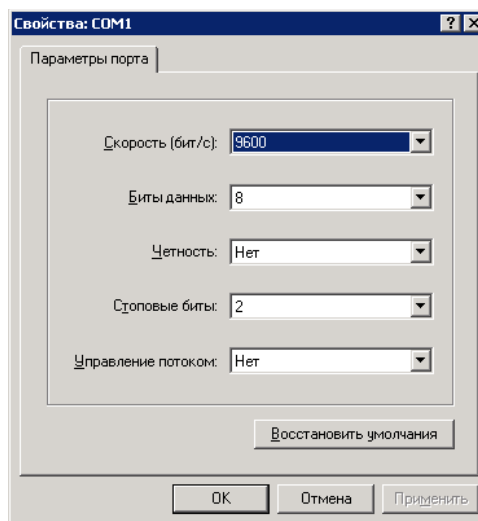 Свойства: COM1
Параметры порта
Скорость (бит/с): 9600
Биты данных: 8
Четность: Нет
Стоповые биты: 2
Управление потоком: Нет
Восстановить умолчания
OK Отмена Применить